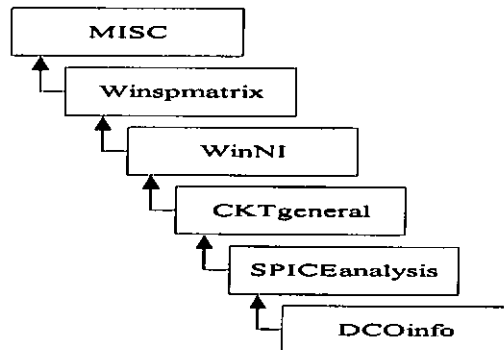 MISC
Winspmatrix
WinNI
CKTgeneral
SPICEanalysis
DCOinfo